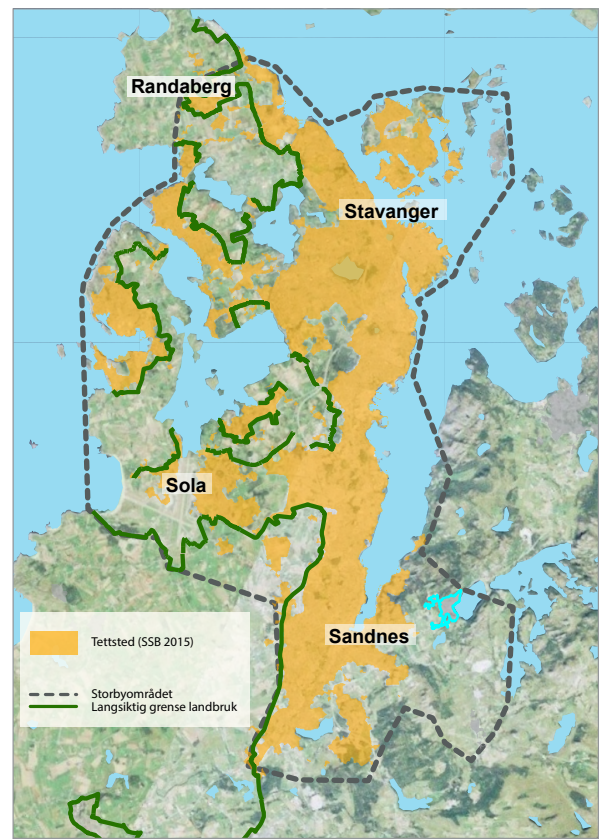 Randaberg
Stavanger
Sola
Sandnes
Tettsted (SSB 2015)
Storbyområdet
Langsiktig grense landbruk